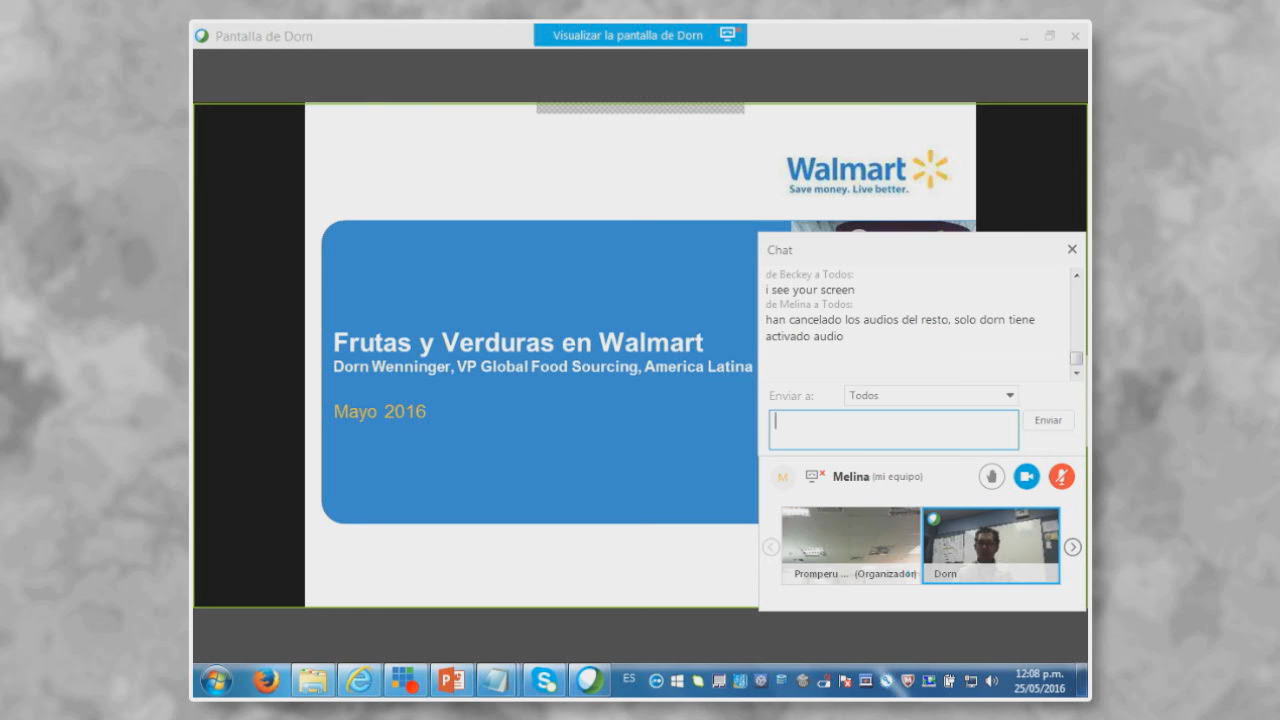 Pantalla de Dorn
Visualizar la pantalla de Dorn
Walmart
Save money. Live better.
Frutas y Verduras en Walmart
Dorn Wenninger, VP Global Food Sourcing, America Latina
Mayo 2016
Chat
de Beckey a Todos:
i see your screen
de Melina a Todos:
han cancelado los audios del resto, solo dorn tiene
activado audio
Enviar a:
Todos
Enviar
M
Melina (mi equipo)
Promperu ... (Organizador)
Dorn
ES
12:08 p.m.
25/05/2016